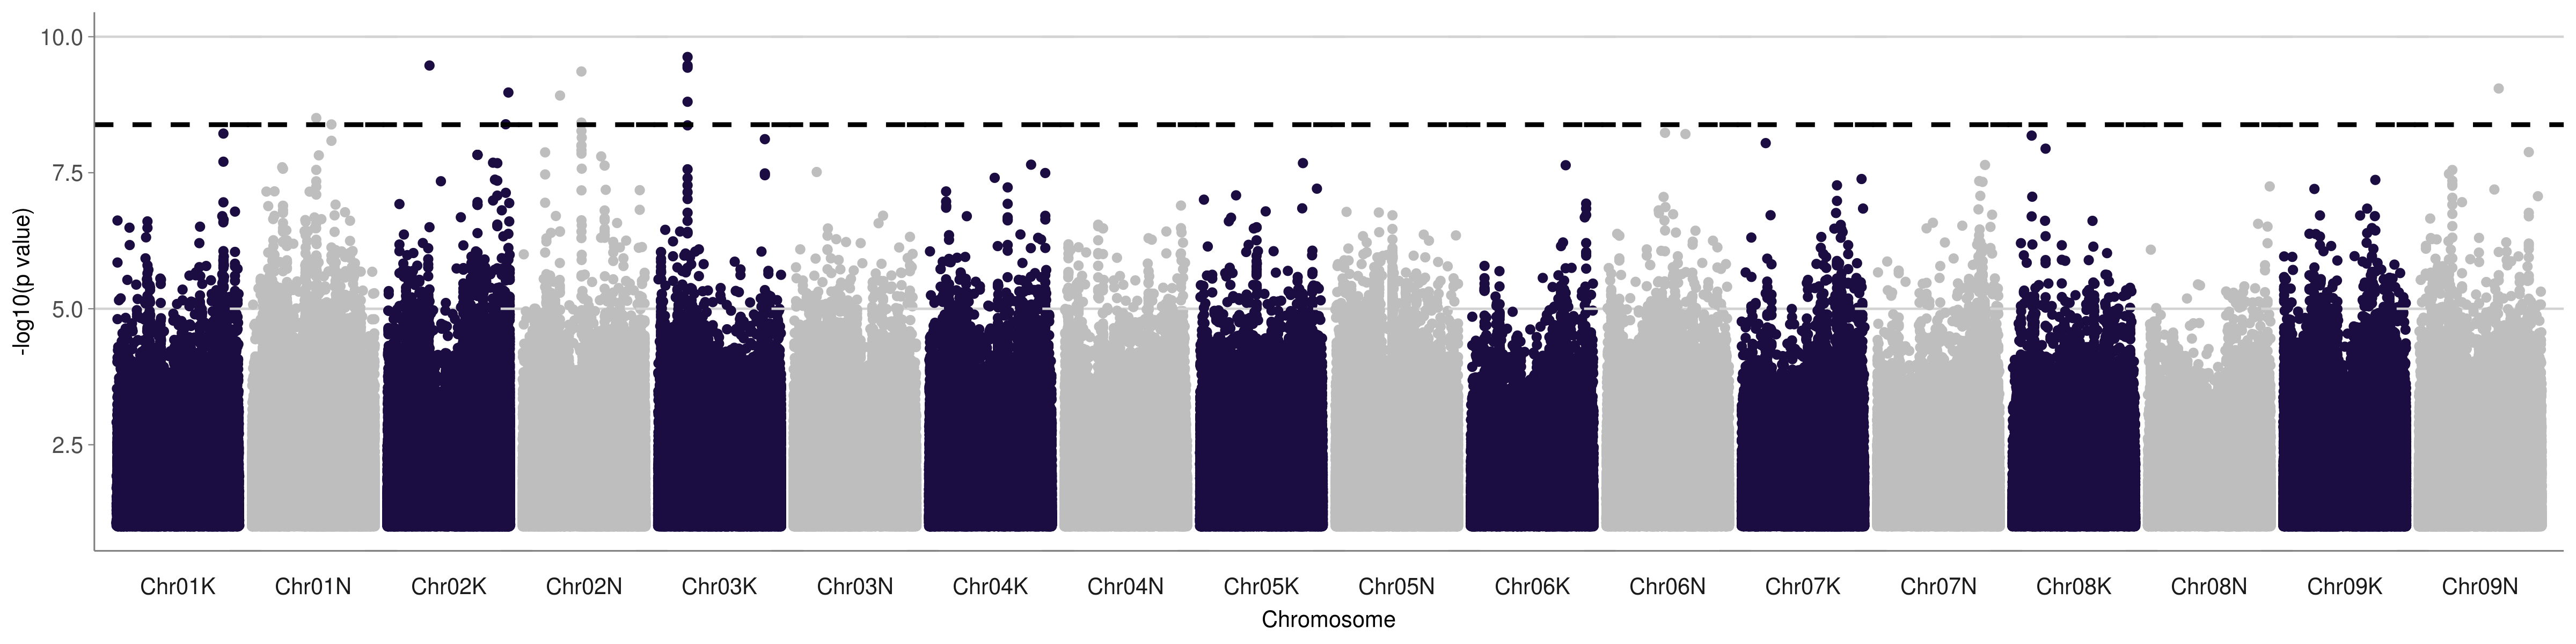 -log10(p value)
10.0
7.5
5.0
2.5
Chr01K Chr01N Chr02K Chr02N Chr03K Chr03N Chr04K Chr04N Chr05K Chr05N Chr06K Chr06N Chr07K Chr07N Chr08K Chr08N Chr09K Chr09N
Chromosome